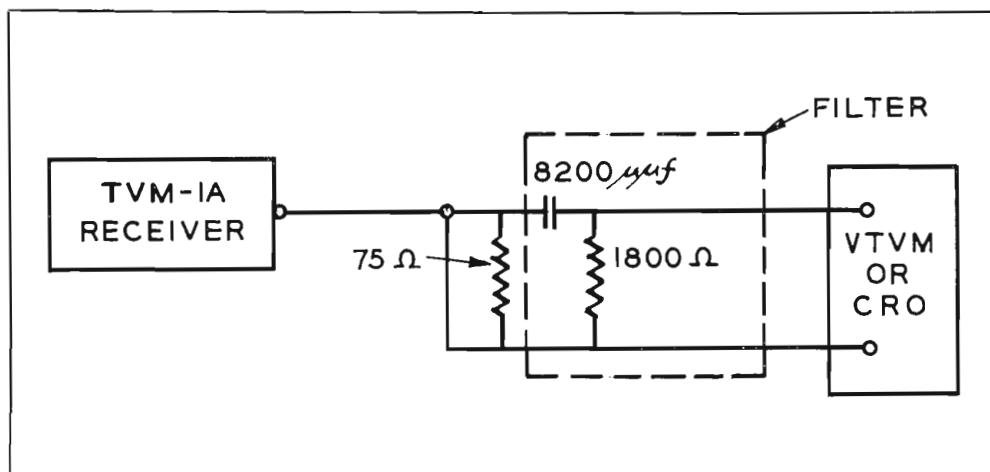 FILTER
8200 μμf
TVM-1A
RECEIVER
75 Ω
1800 Ω
VTVM
OR
CRO